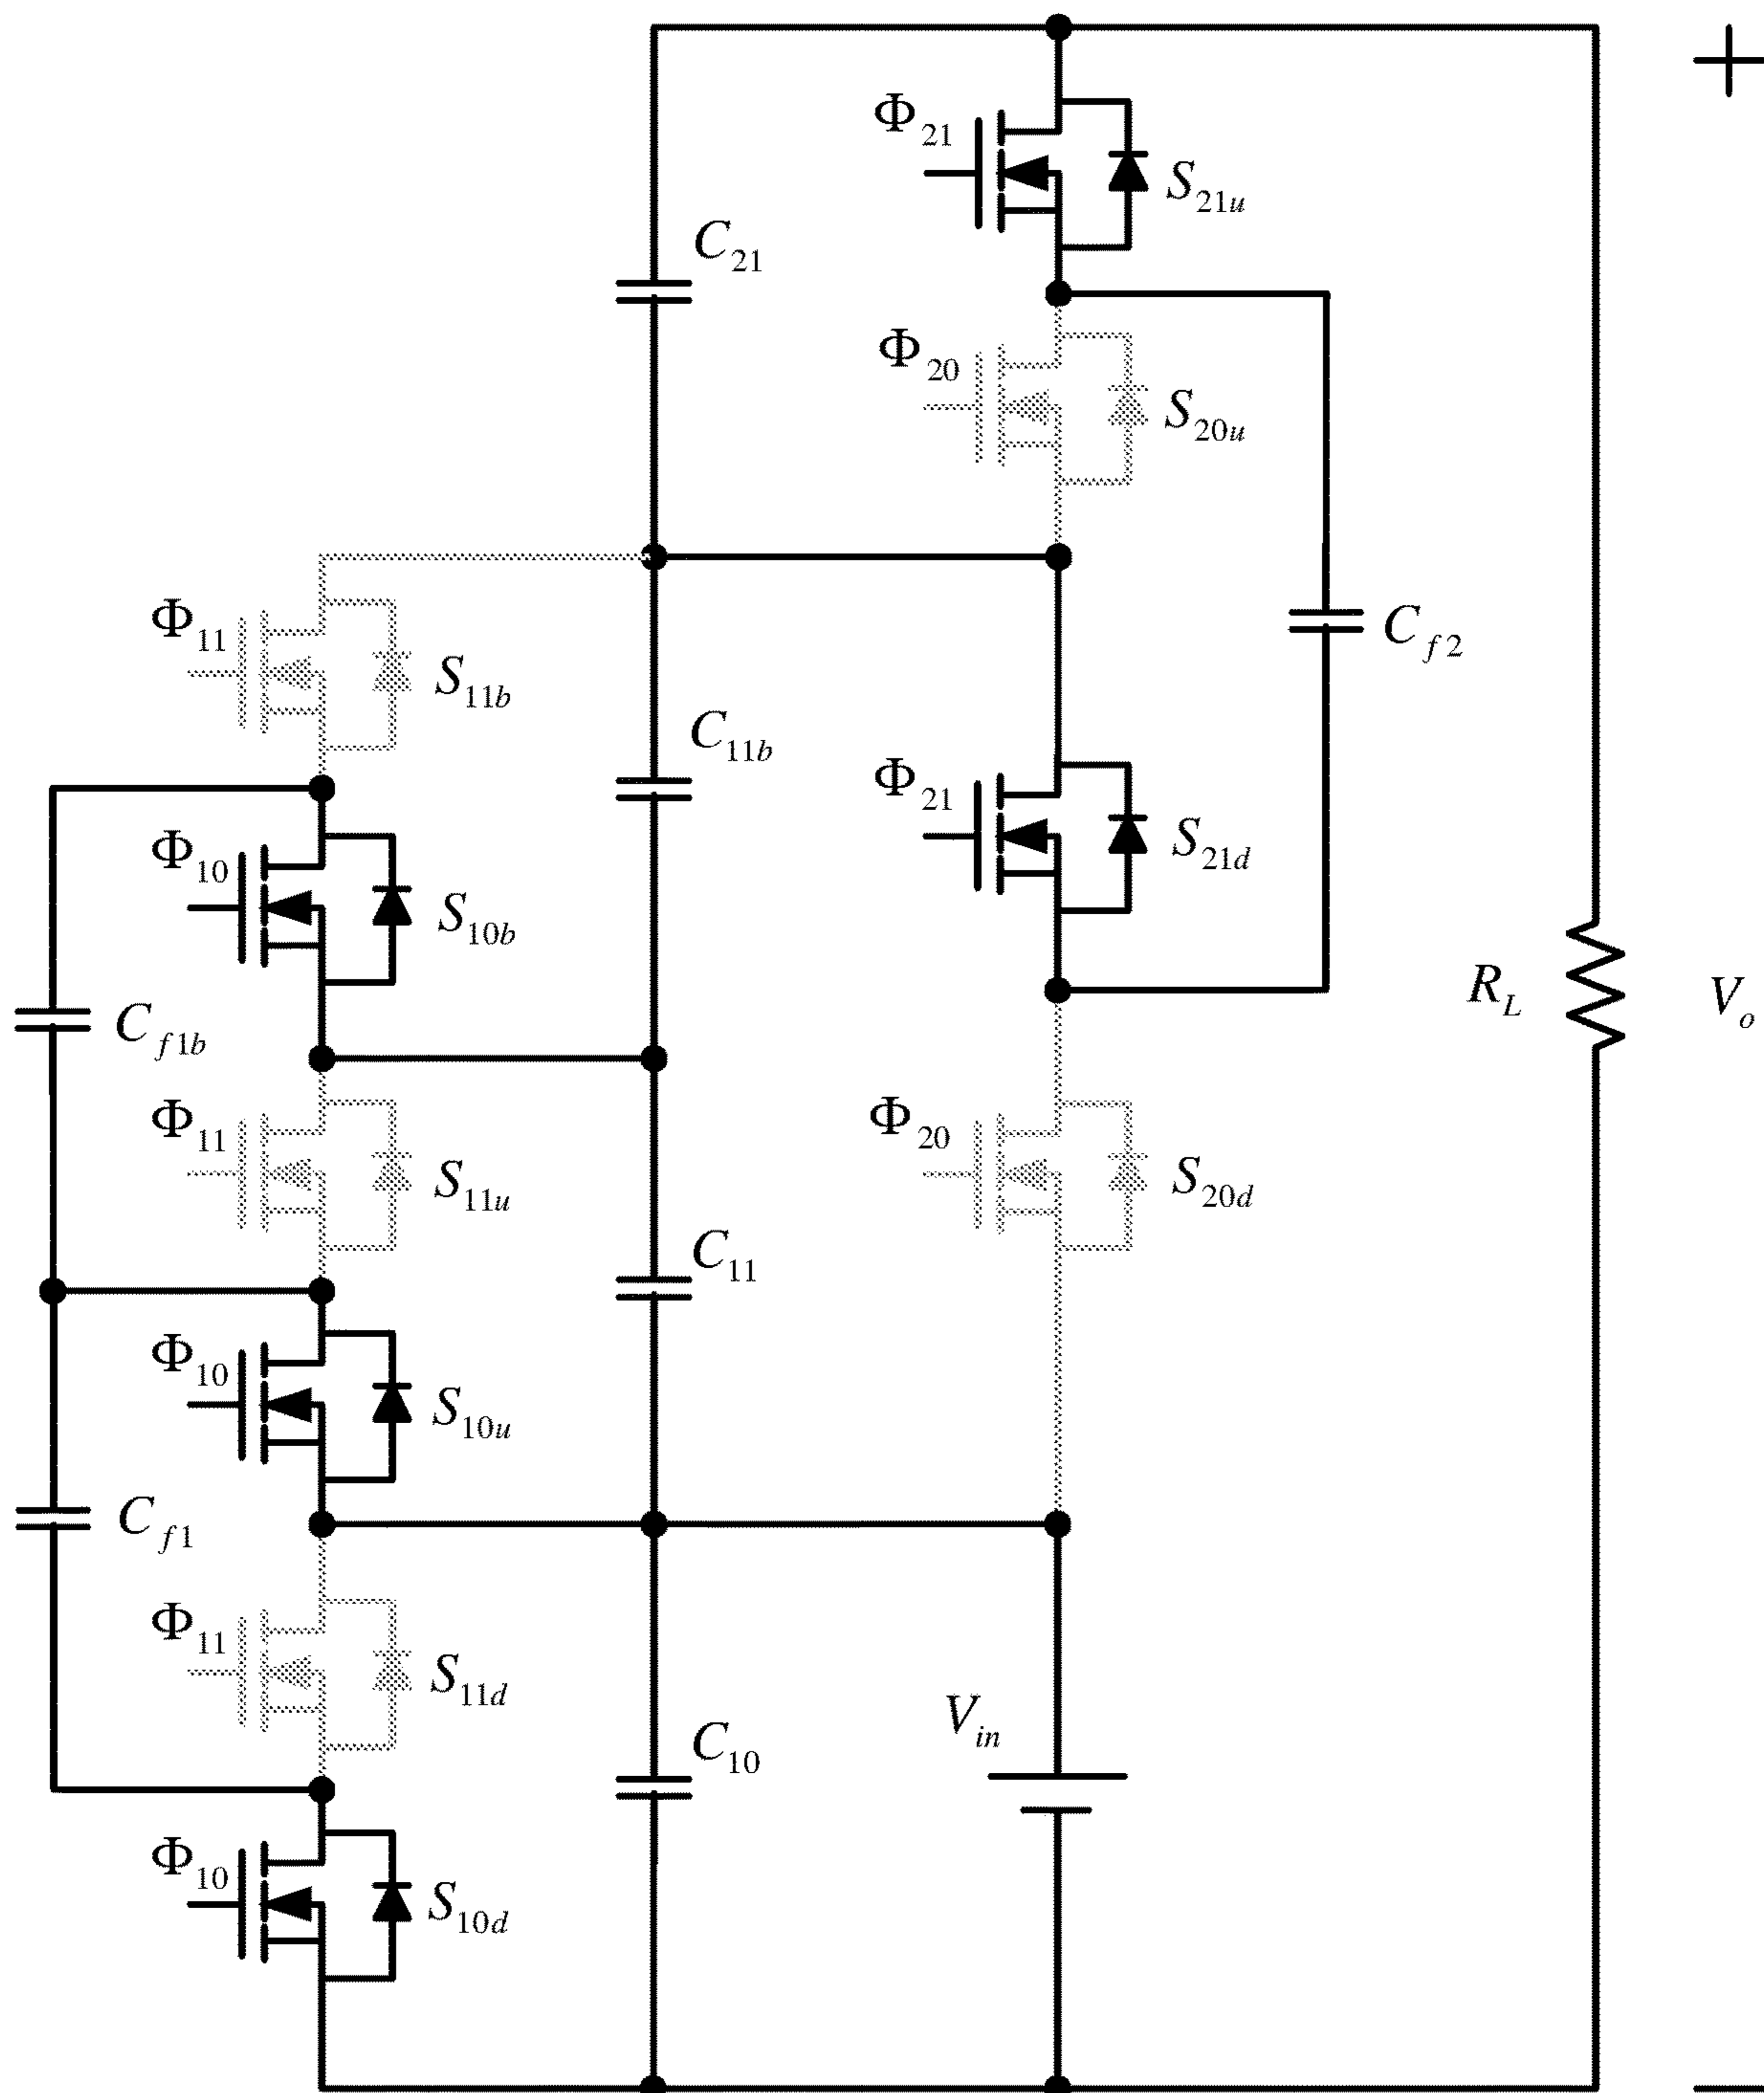 +
Φ21
S21u
C21
Φ20
S20u
Φ11
S11b
Cf2
C11b
Φ21
S21d
Φ10
S10b
RL
Vo
Cf1b
Φ11
S11u
Φ20
S20d
C11
Φ10
S10u
Cf1
Φ11
S11d
Vin
C10
Φ10
S10d